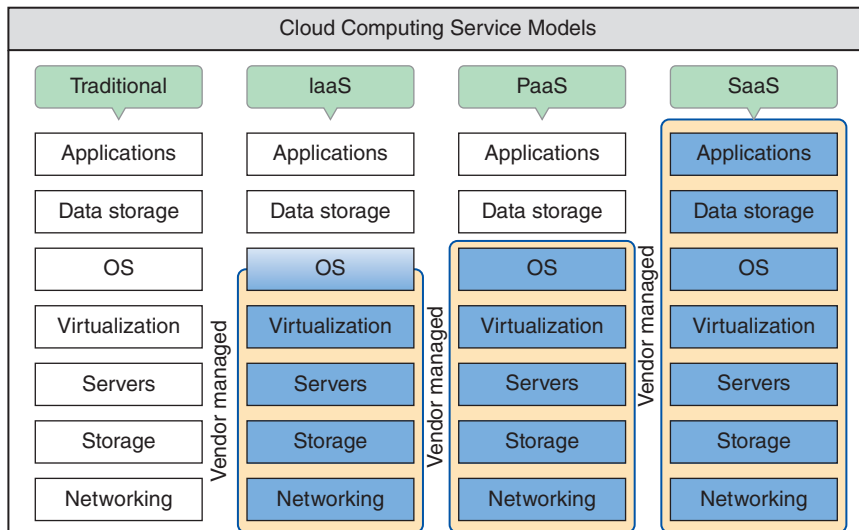 Cloud Computing Service Models
Traditional
IaaS
PaaS
SaaS
Applications
Applications
Applications
Applications
Data storage
Data storage
Data storage
Data storage
OS
OS
OS
OS
Virtualization
Virtualization
Virtualization
Virtualization
Servers
Servers
Servers
Servers
Storage
Storage
Storage
Storage
Networking
Networking
Networking
Networking
Vendor managed
Vendor managed
Vendor managed